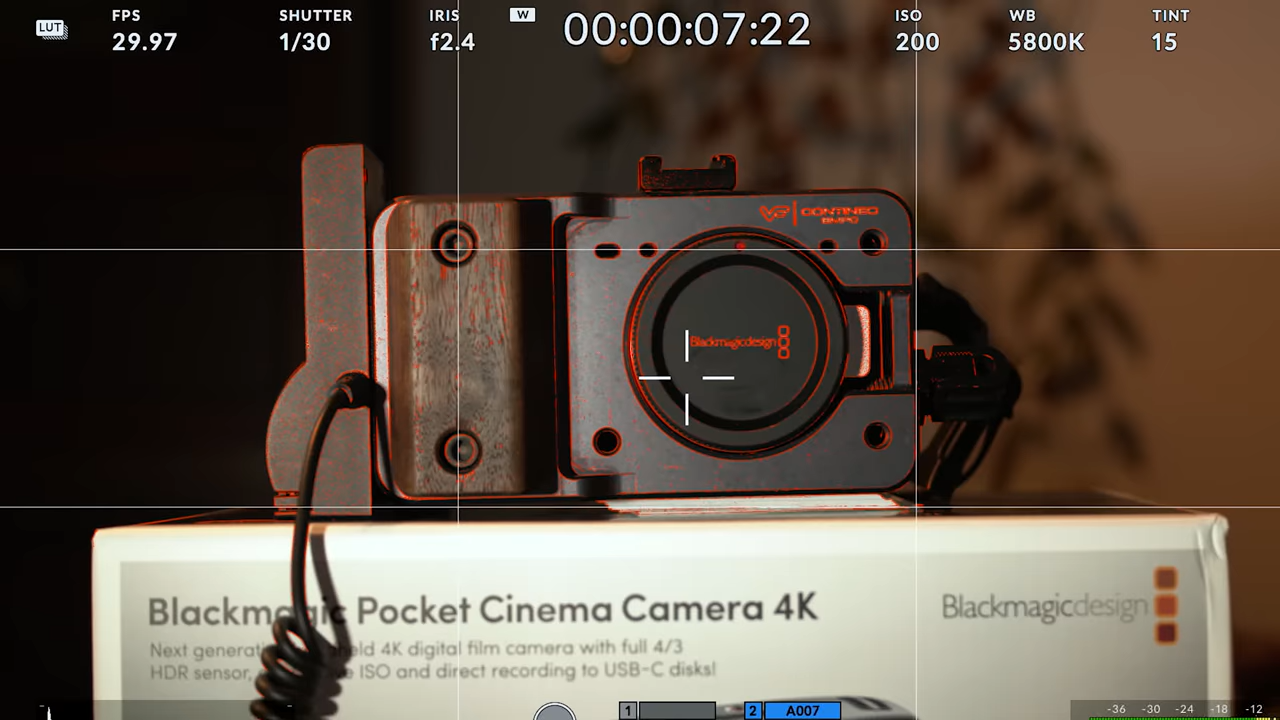 LUT
FPS
29.97
SHUTTER
1/30
IRIS
f2.4
W
00:00:07:22
ISO
200
WB
5800K
TINT
15
CONTINEO
Blackmagicdesign
Blackmagic Pocket Cinema Camera 4K
Blackmagicdesign
Next held 4K digital film camera with full 4/3
HDR sensor, ISO and direct recording to USB-C disks!
1
2
A007
-36 -30 -24 -18 -12